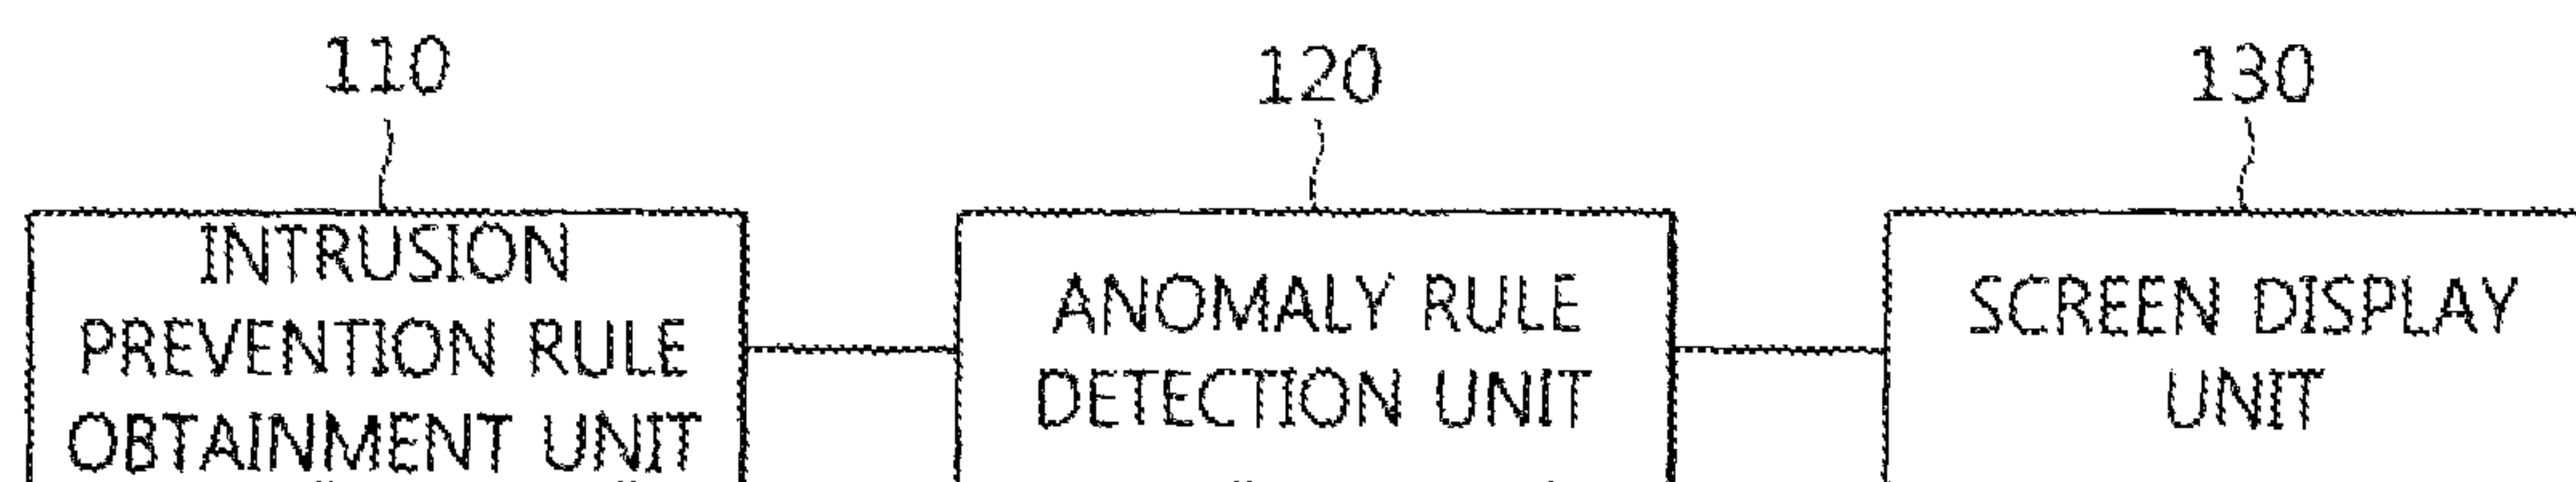 110
120
130
INTRUSION
PREVENTION RULE
OBTAINMENT UNIT
ANOMALY RULE
DETECTION UNIT
SCREEN DISPLAY
UNIT